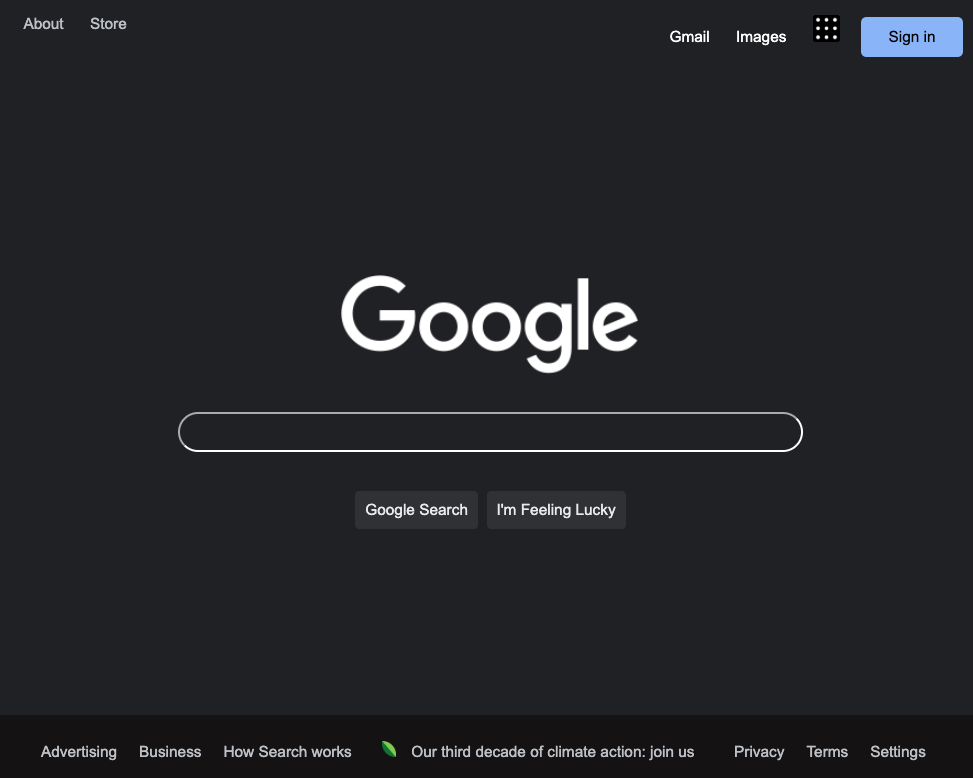 About Store
Gmail Images Sign in
Google
Google Search I'm Feeling Lucky
Advertising Business How Search works Our third decade of climate action: join us Privacy Terms Settings